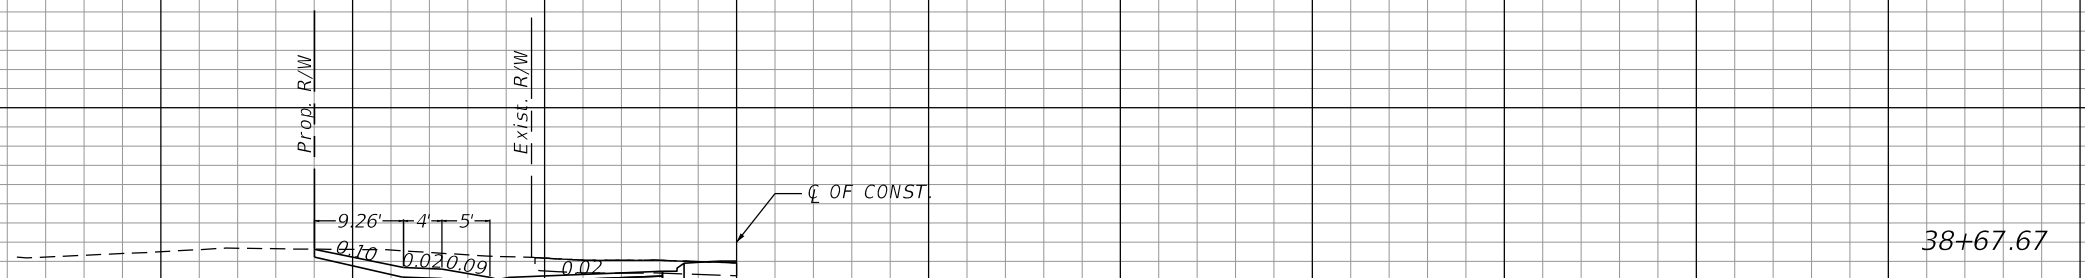 Prop. R/W
Exist. R/W
℄ OF CONST.
9.26' 4' 5'
38+67.67
0.10 0.02 0.09 0.02